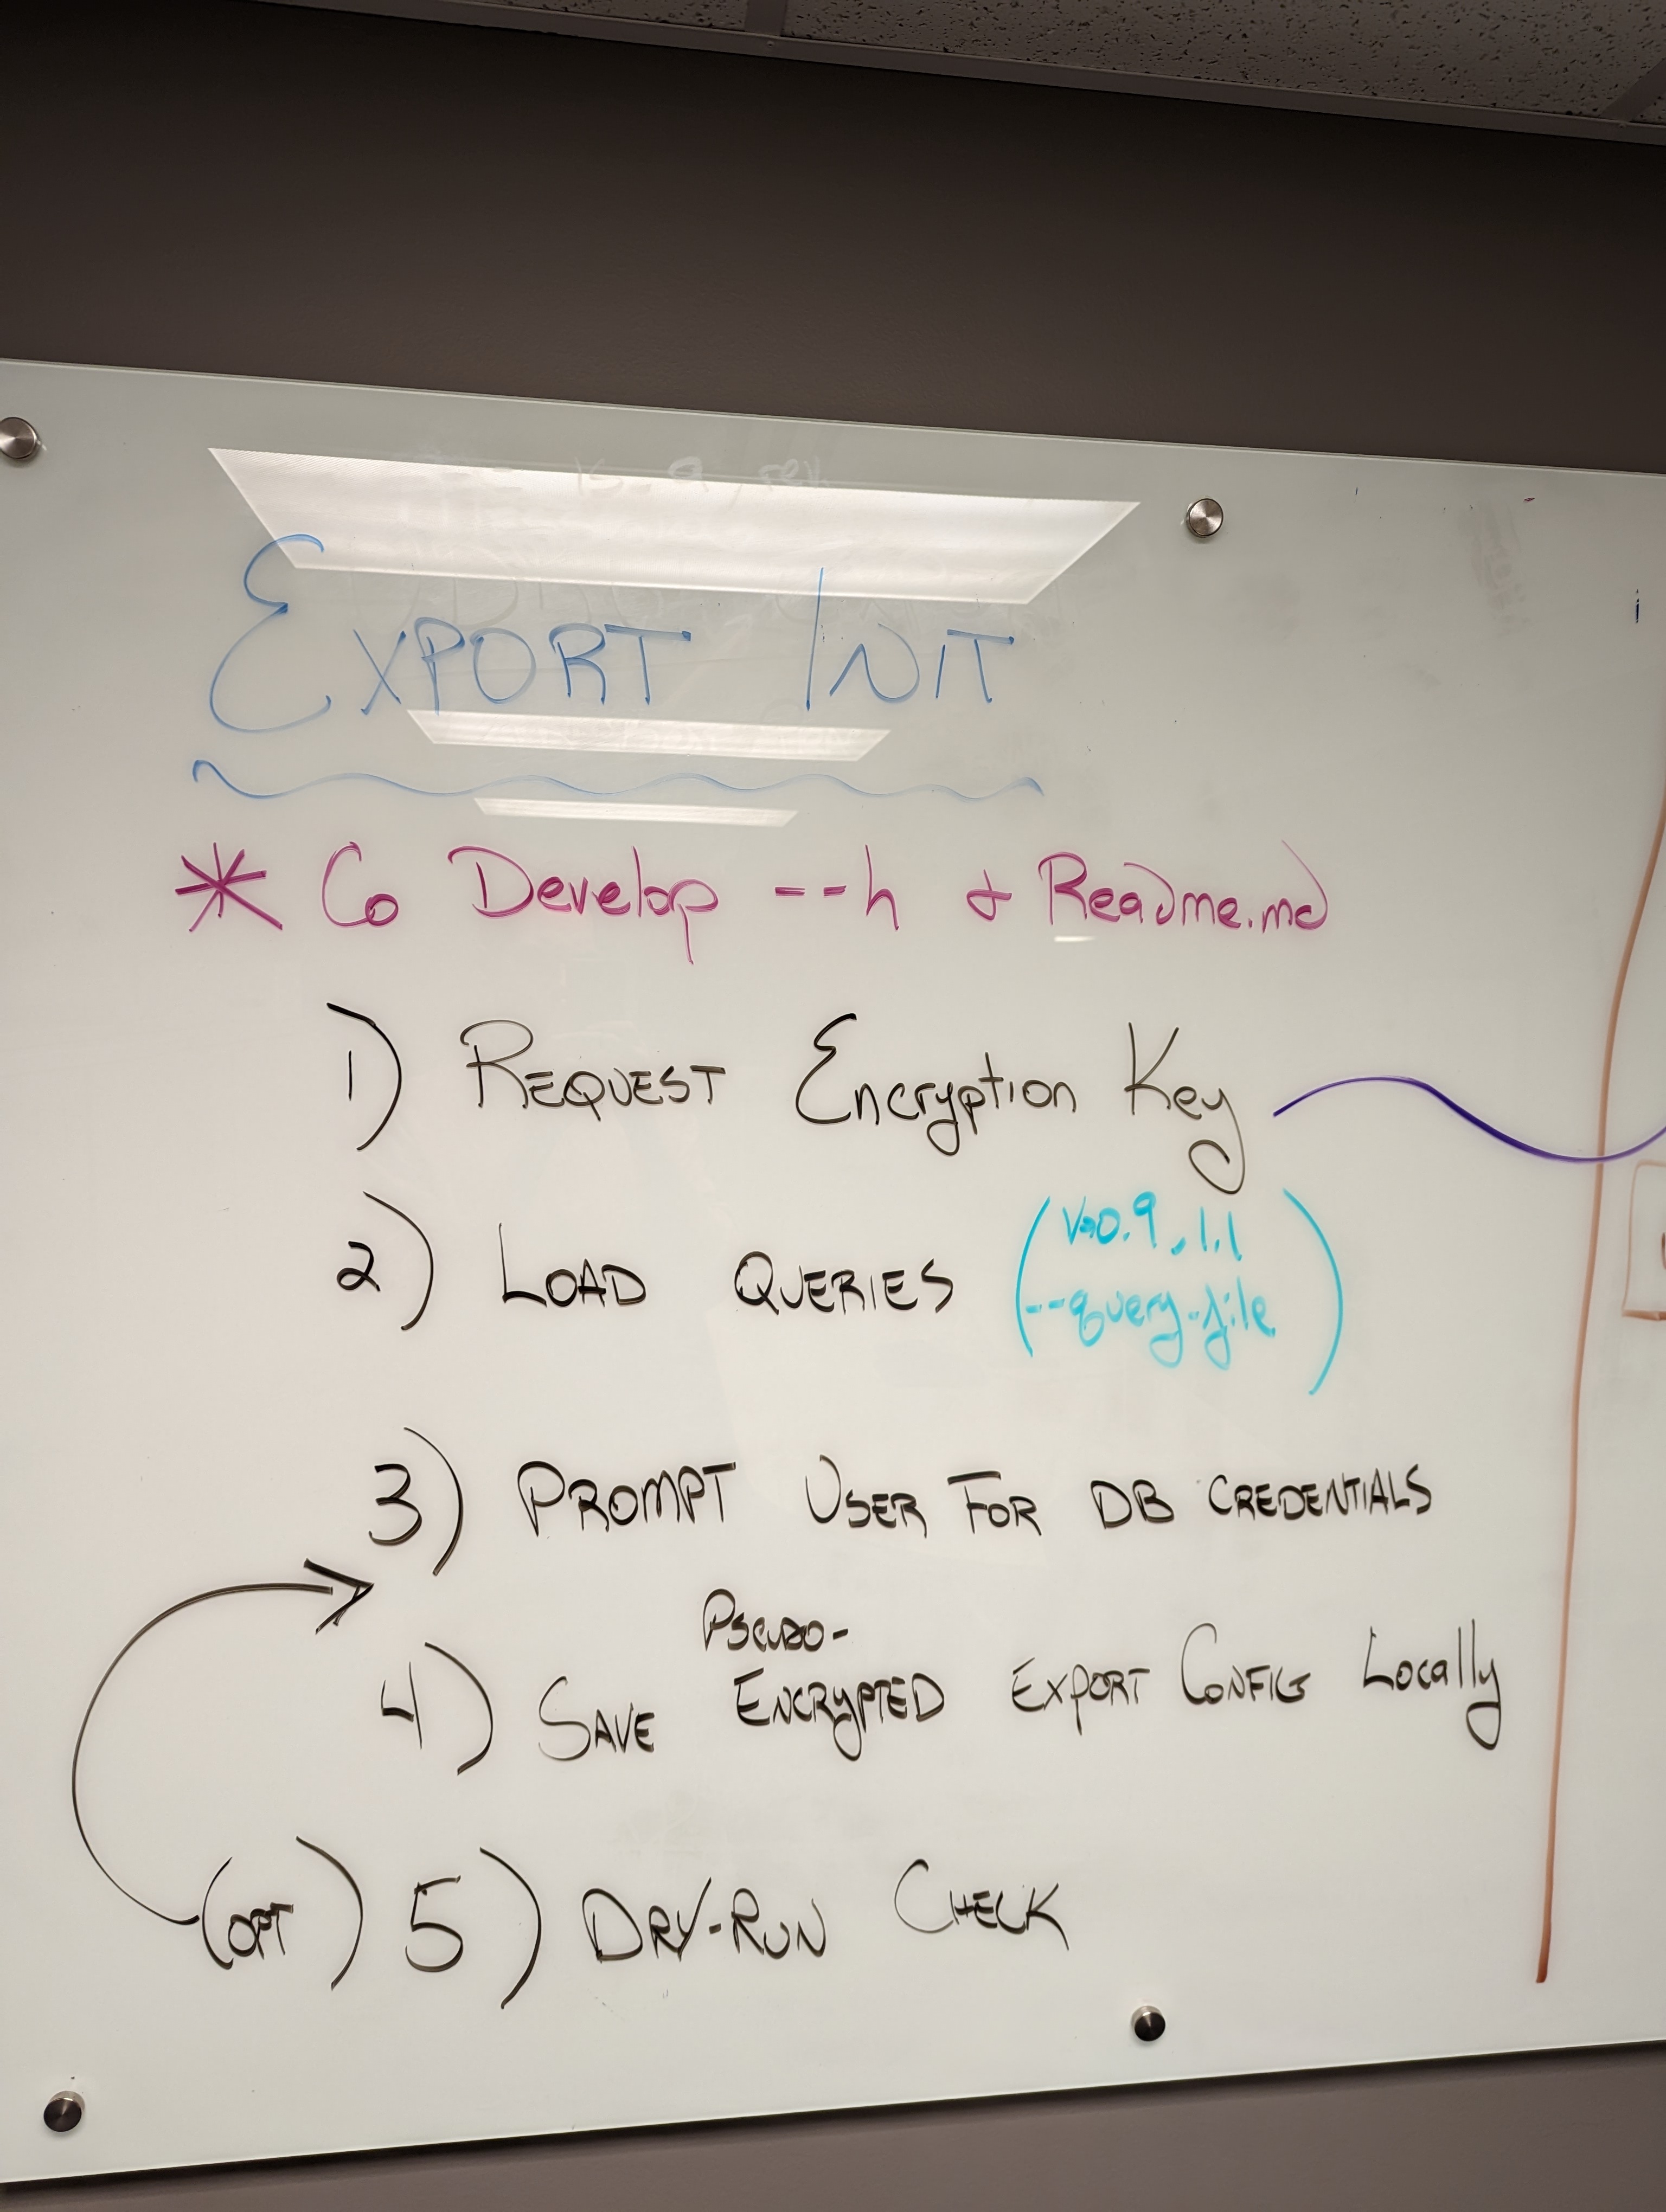 EXPORT INIT
* Co Develop --h & Readme.md
1) REQUEST Encryption Key
2) LOAD QUERIES (v=0.9, 1.1
--query-file)
3) PROMPT USER FOR DB CREDENTIALS
PSEUDO-
4) SAVE ENCRYPTED EXPORT CONFIG Locally
(OPT) 5) DRY-RUN CHECK